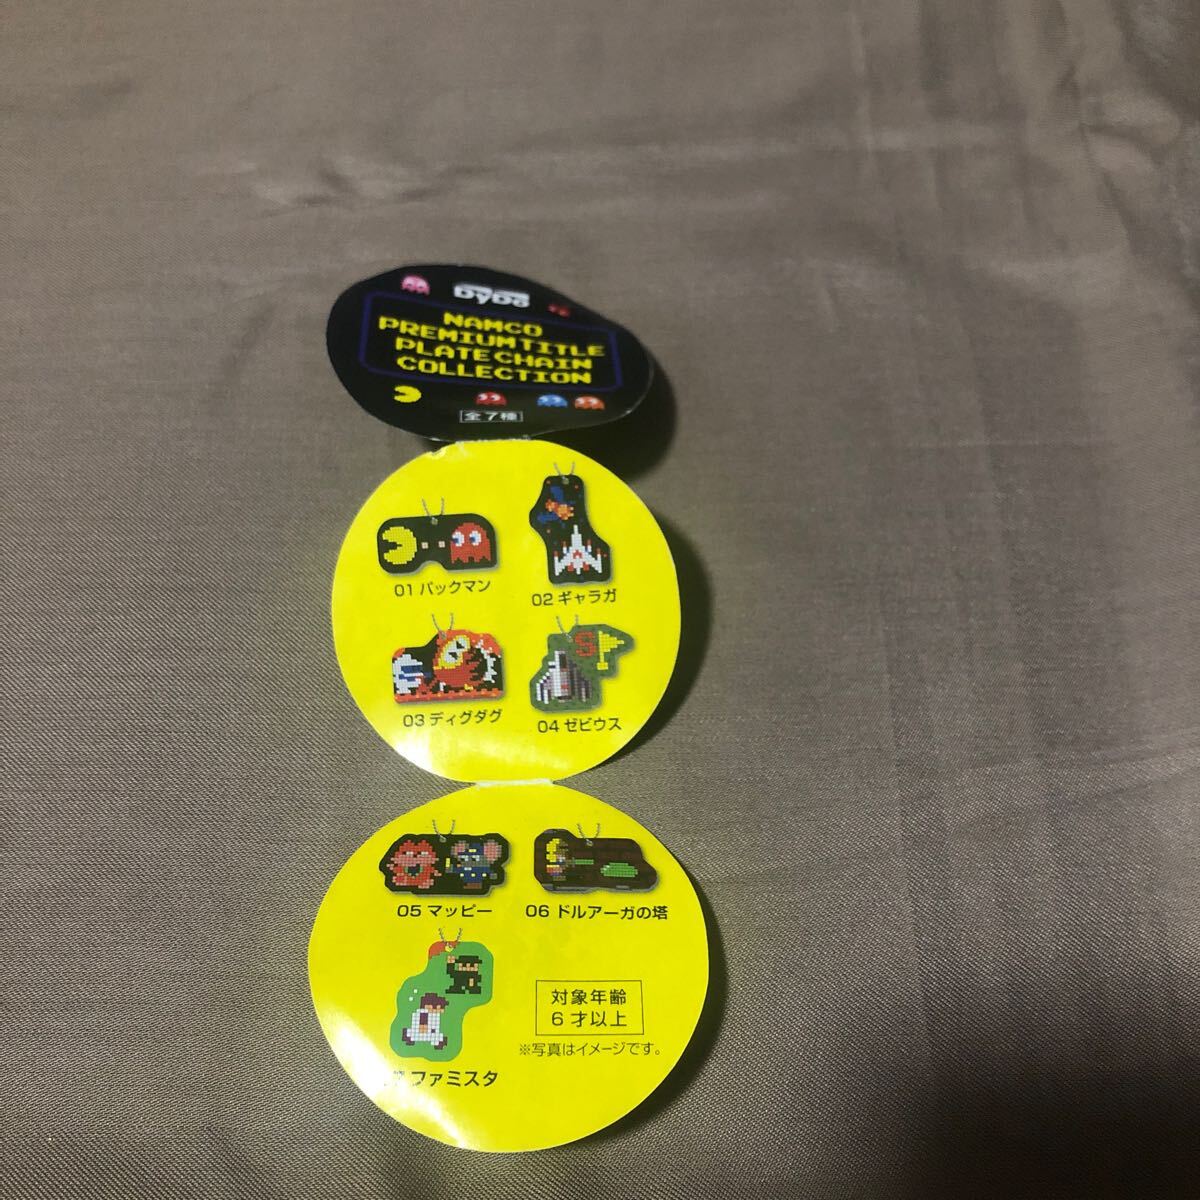 DyDo
NAMCO
PREMIUM TITLE
PLATE CHAIN
COLLECTION
全7種
01 パックマン
02 ギャラガ
03 ディグダグ
S
04 ゼビウス
05 マッピー
06 ドルアーガの塔
対象年齢
6才以上
※写真はイメージです。
ファミスタ